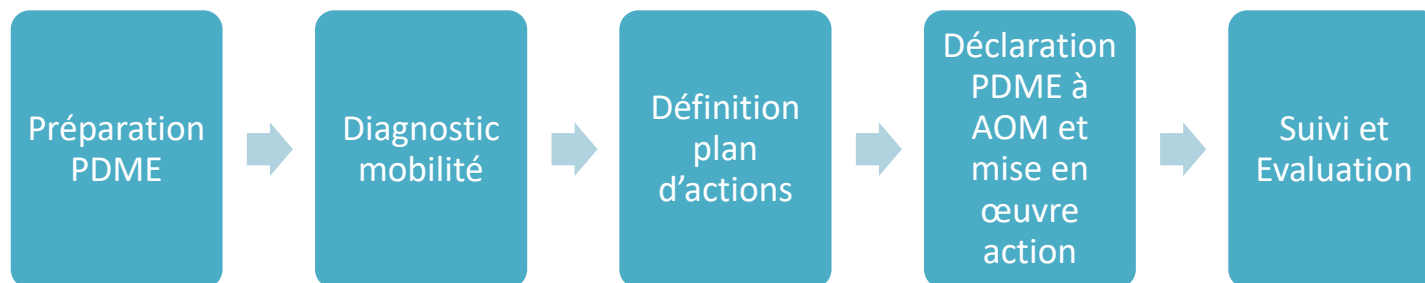 Préparation
PDME
Diagnostic
mobilité
Définition
plan
d’actions
Déclaration
PDME à
AOM et
mise en
œuvre
action
Suivi et
Evaluation